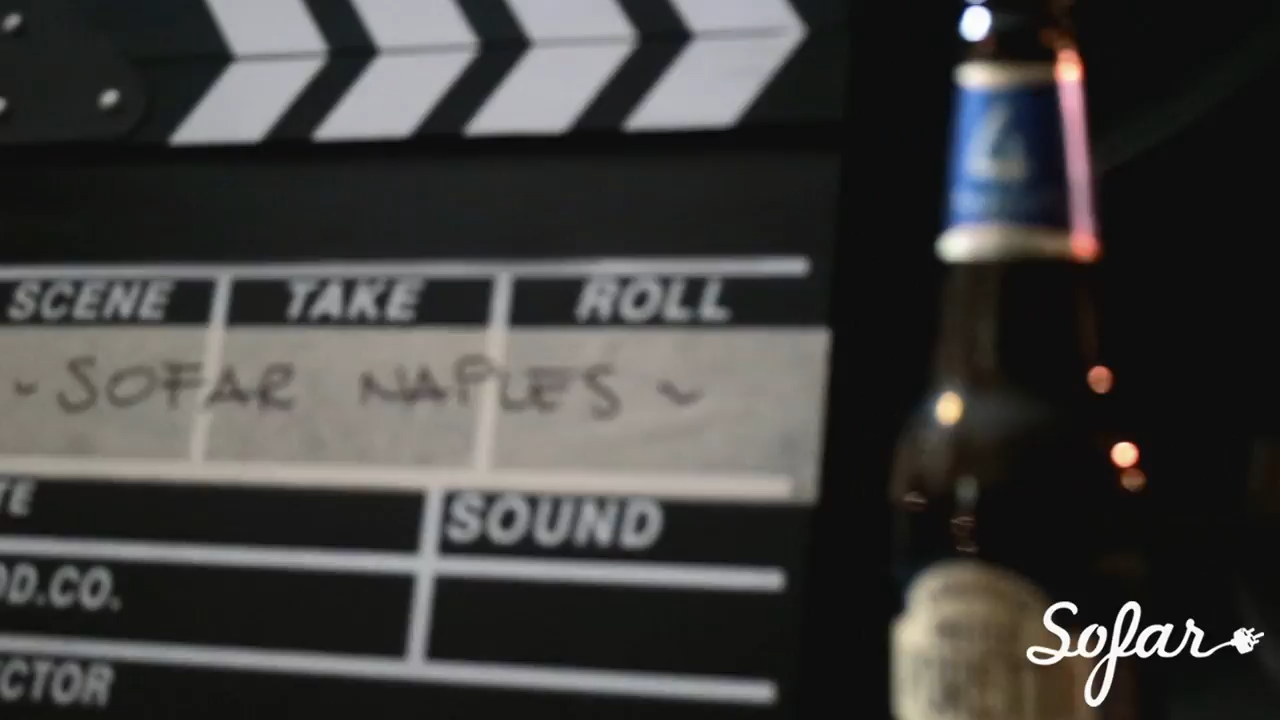 SCENE TAKE ROLL
~ SOFAR NAPLES ~
TE SOUND
OD.CO.
CTOR
Sofar